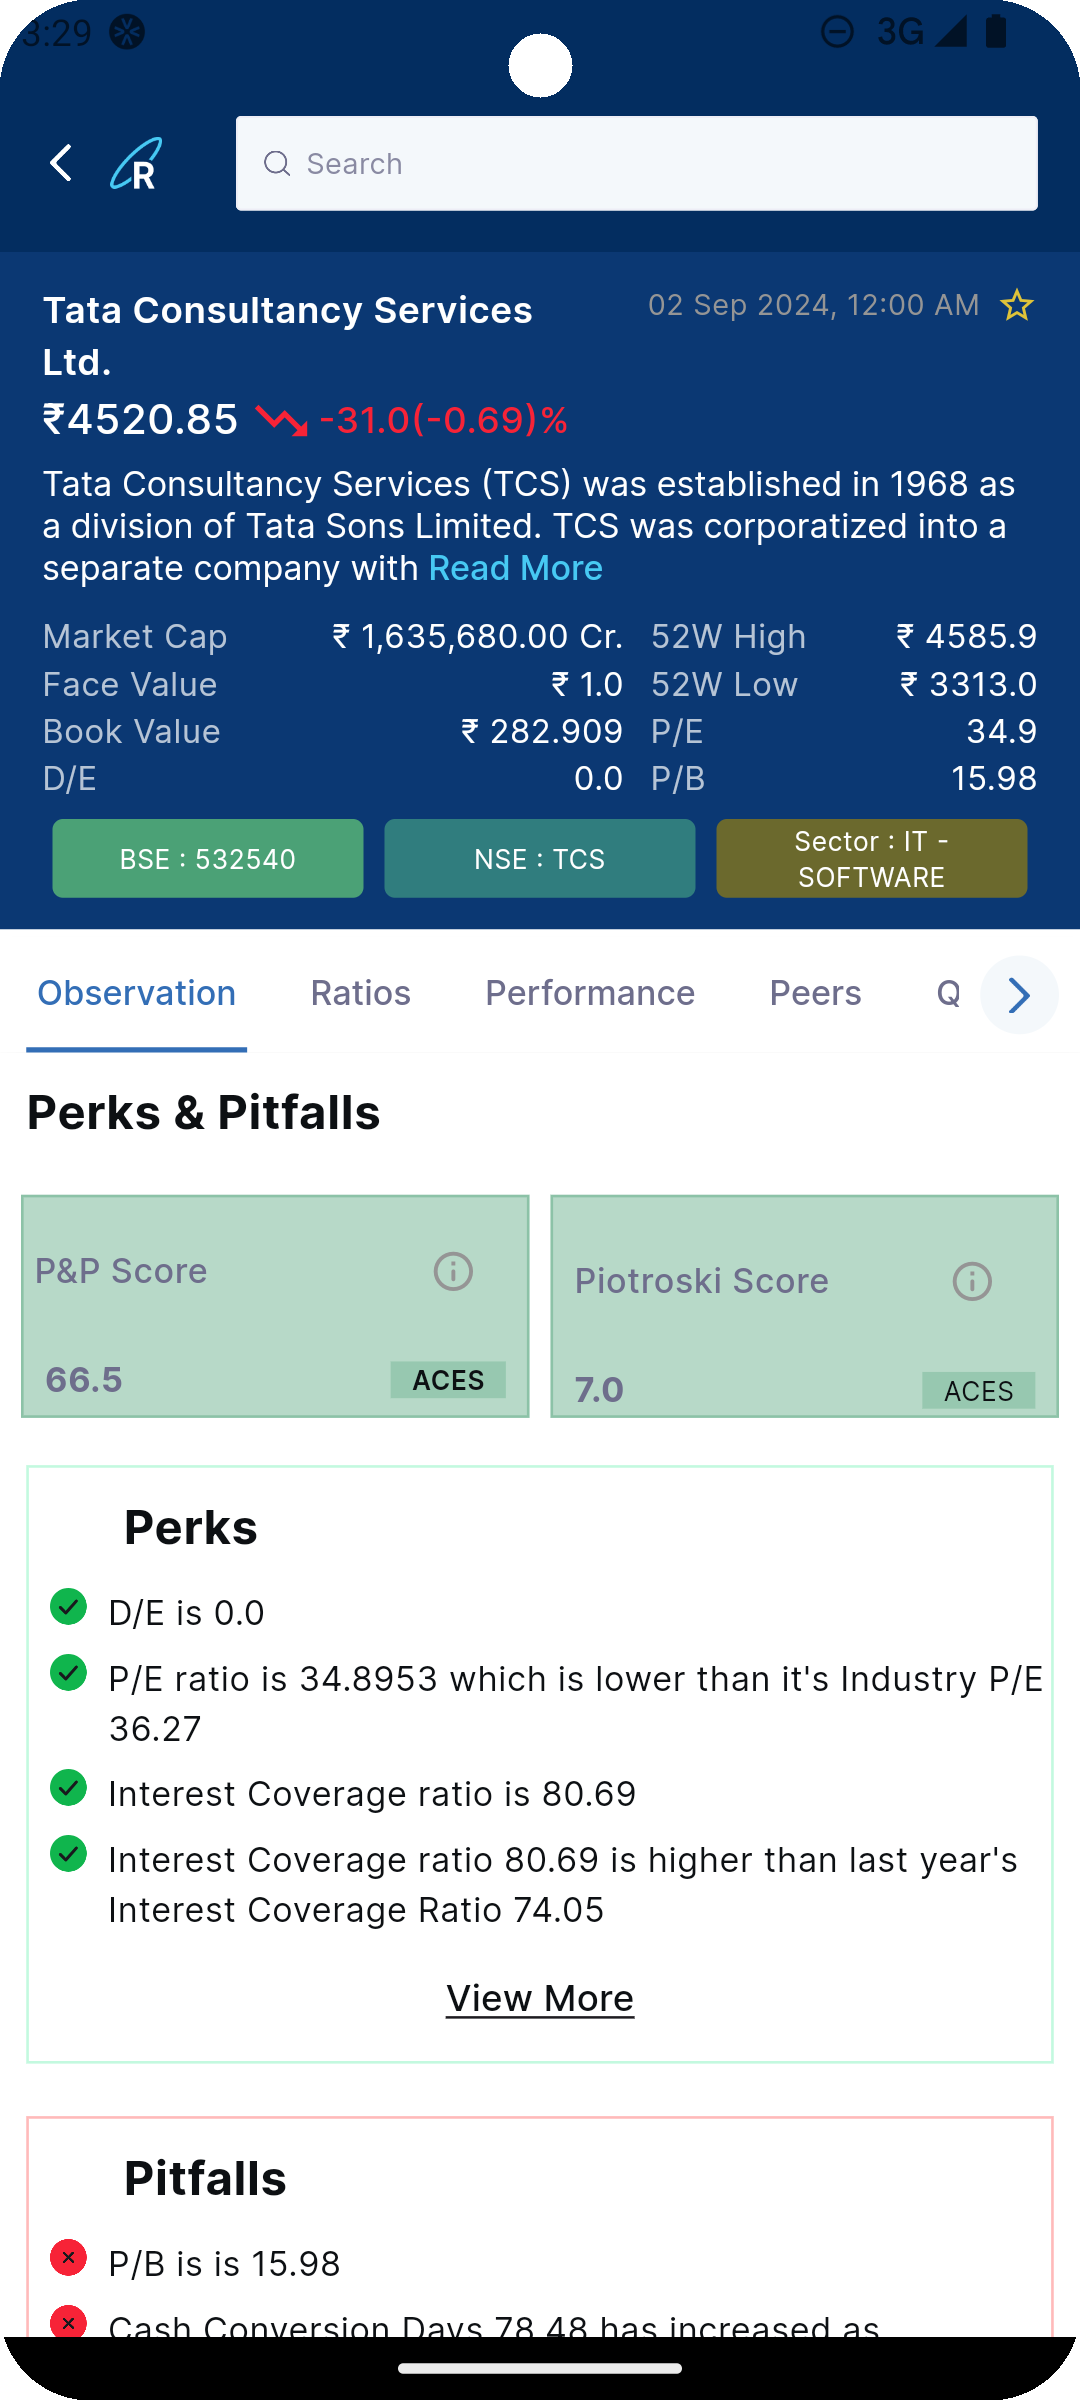 3:29
3G
R
Search
Tata Consultancy Services
Ltd.
02 Sep 2024, 12:00 AM
₹4520.85 -31.0(-0.69)%
Tata Consultancy Services (TCS) was established in 1968 as
a division of Tata Sons Limited. TCS was corporatized into a
separate company with Read More
Market Cap ₹ 1,635,680.00 Cr. 52W High ₹ 4585.9
Face Value ₹ 1.0 52W Low ₹ 3313.0
Book Value ₹ 282.909 P/E 34.9
D/E 0.0 P/B 15.98
BSE : 532540
NSE : TCS
Sector : IT -
SOFTWARE
Observation Ratios Performance Peers Q
Perks & Pitfalls
P&P Score
66.5 ACES
Piotroski Score
7.0 ACES
Perks
D/E is 0.0
P/E ratio is 34.8953 which is lower than it's Industry P/E
36.27
Interest Coverage ratio is 80.69
Interest Coverage ratio 80.69 is higher than last year's
Interest Coverage Ratio 74.05
View More
Pitfalls
P/B is is 15.98
Cash Conversion Days 78.48 has increased as